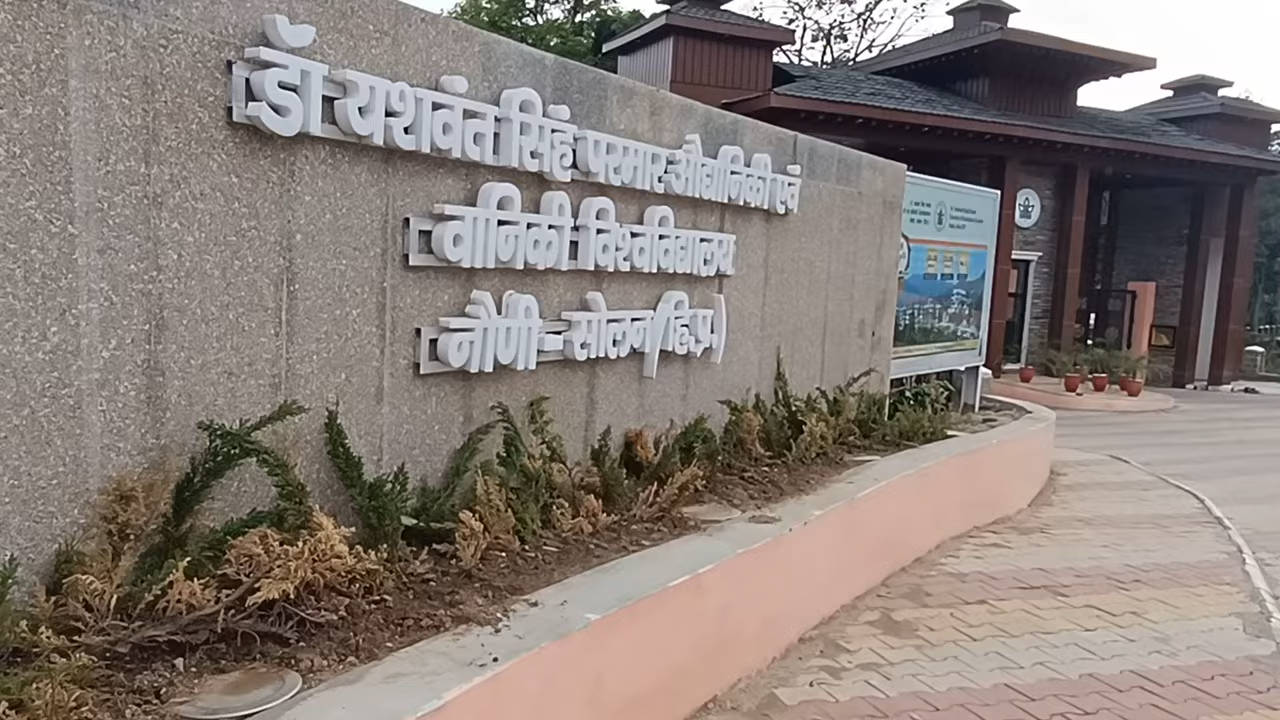 डॉ यशवंत सिंह परमार औद्यानिकी एवं
वानिकी विश्वविद्यालय
नौणी - सोलन (हि.प्र.)